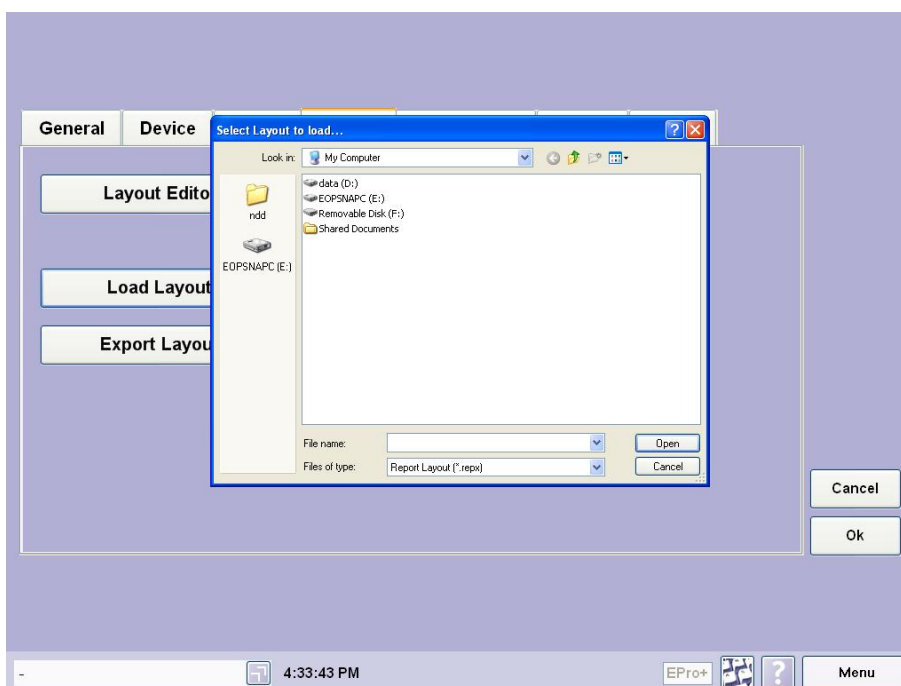 General
Device
Select Layout to load...
Look in:
My Computer
data (D:)
EOPSNAPC (E:)
Removable Disk (F:)
Shared Documents
ndd
EOPSNAPC (E:)
Layout Edito
Load Layout
Export Layou
File name:
Open
Files of type:
Report Layout (*.repx)
Cancel
Cancel
Ok
-
4:33:43 PM
EPro+
?
Menu